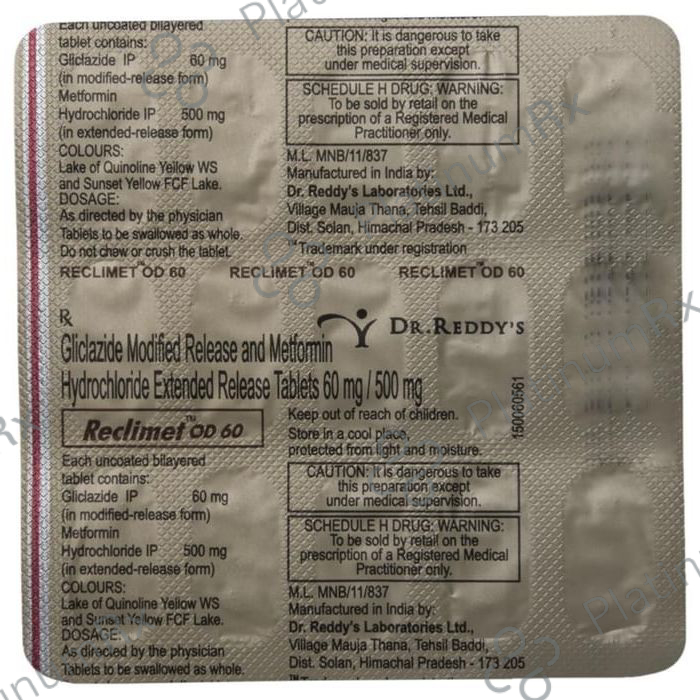 Each uncoated bilayered
tablet contains:
Gliclazide IP 60 mg
(in modified-release form)
Metformin
Hydrochloride IP 500 mg
(in extended-release form)
COLOURS:
Lake of Quinoline Yellow WS
and Sunset Yellow FCF Lake.
DOSAGE:
As directed by the physician
Tablets to be swallowed as whole.
Do not chew or crush the tablet.
CAUTION: It is dangerous to take
this preparation except
under medical supervision.
SCHEDULE H DRUG: WARNING:
To be sold by retail on the
prescription of a Registered Medical
Practitioner only.
M.L. MNB/11/837
Manufactured in India by:
Dr. Reddy's Laboratories Ltd.,
Village Mauja Thana, Tehsil Baddi,
Dist. Solan, Himachal Pradesh - 173 205
™Trademark under registration
RECLIMET™OD 60 RECLIMET™OD 60 RECLIMET™OD 60
℞
DR.REDDY'S
Gliclazide Modified Release and Metformin
Hydrochloride Extended Release Tablets 60 mg / 500 mg
Reclimet™OD 60
Each uncoated bilayered
tablet contains:
Gliclazide IP 60 mg
(in modified-release form)
Metformin
Hydrochloride IP 500 mg
(in extended-release form)
COLOURS:
Lake of Quinoline Yellow WS
and Sunset Yellow FCF Lake.
DOSAGE:
As directed by the physician
Tablets to be swallowed as whole.
Keep out of reach of children.
Store in a cool place,
protected from light and moisture.
CAUTION: It is dangerous to take
this preparation except
under medical supervision.
SCHEDULE H DRUG: WARNING:
To be sold by retail on the
prescription of a Registered Medical
Practitioner only.
M.L. MNB/11/837
Manufactured in India by:
Dr. Reddy's Laboratories Ltd.,
Village Mauja Thana, Tehsil Baddi,
Dist. Solan, Himachal Pradesh - 173 205
150060561
PlatinumRx